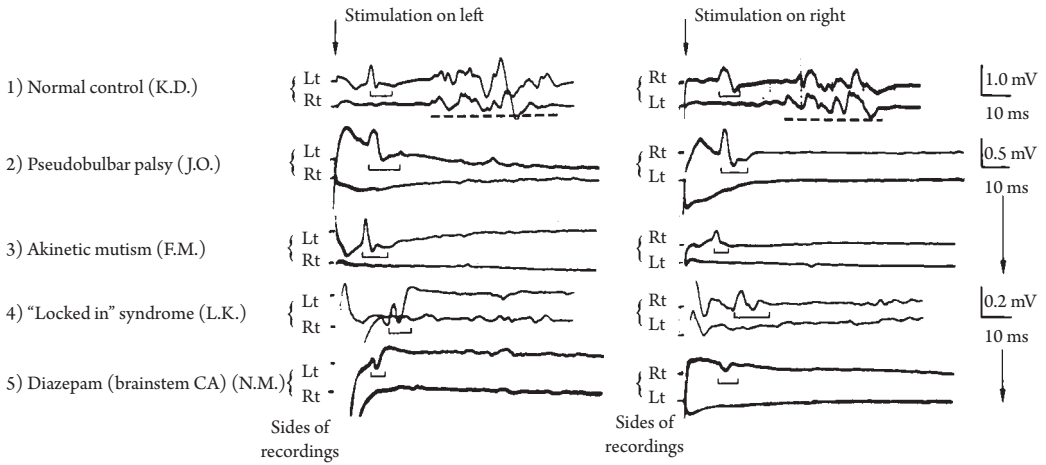 Stimulation on left
Stimulation on right
1) Normal control (K.D.)
Lt
Rt
Rt
Lt
1.0 mV
10 ms
2) Pseudobulbar palsy (J.O.)
Lt
Rt
Rt
Lt
0.5 mV
10 ms
3) Akinetic mutism (F.M.)
Lt
Rt
Rt
Lt
4) “Locked in” syndrome (L.K.)
Lt
Rt
Rt
Lt
0.2 mV
10 ms
5) Diazepam (brainstem CA) (N.M.)
Lt
Rt
Rt
Lt
Sides of
recordings
Sides of
recordings